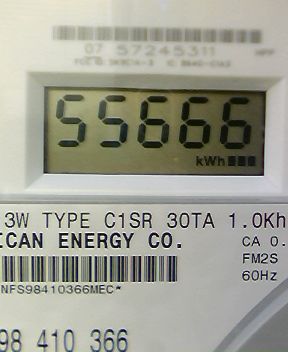 07 57245311
55666
kWh
3W TYPE C1SR 30TA 1.0Kh
ICAN ENERGY CO.
CA 0.
FM2S
60Hz
NFS98410366MEC*
98 410 366